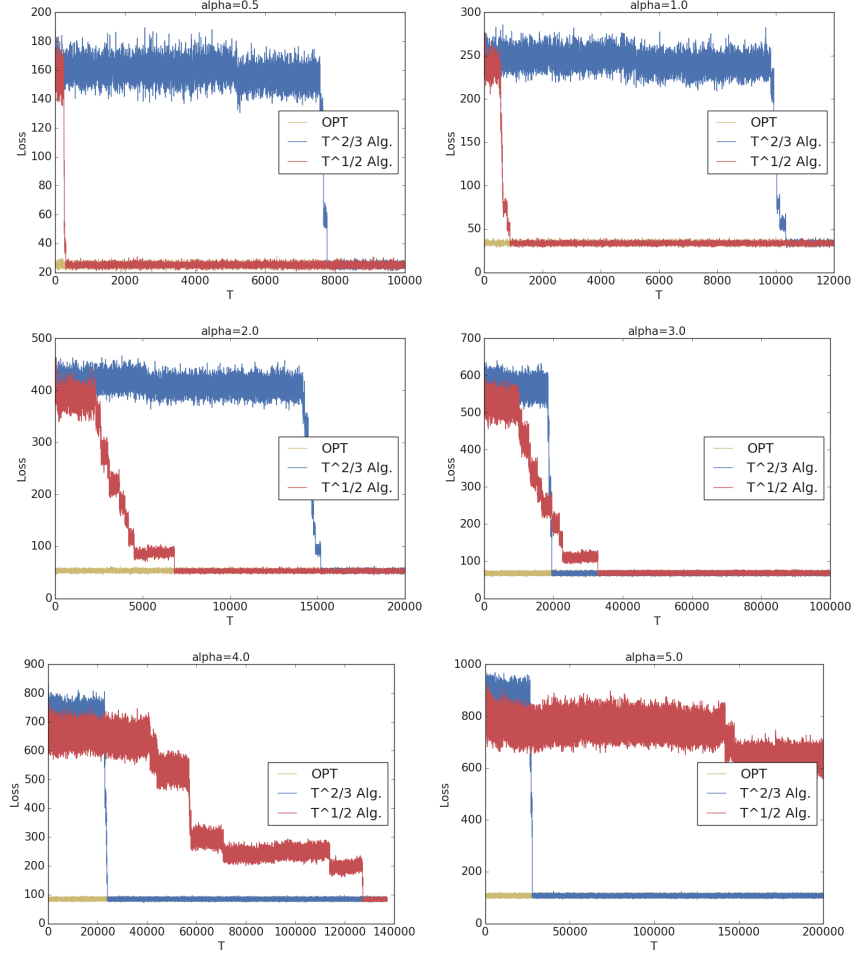 alpha=0.5
200
180
160
140
120
100
80
60
40
20
Loss
0
2000
4000
6000
8000
10000
T
OPT
T^2/3 Alg.
T^1/2 Alg.
alpha=1.0
300
250
200
150
100
50
0
Loss
0
2000
4000
6000
8000
10000
12000
T
OPT
T^2/3 Alg.
T^1/2 Alg.
alpha=2.0
500
400
300
200
100
0
Loss
0
5000
10000
15000
20000
T
OPT
T^2/3 Alg.
T^1/2 Alg.
alpha=3.0
700
600
500
400
300
200
100
0
Loss
0
20000
40000
60000
80000
100000
T
OPT
T^2/3 Alg.
T^1/2 Alg.
alpha=4.0
900
800
700
600
500
400
300
200
100
0
Loss
0
20000
40000
60000
80000
100000
120000
140000
T
OPT
T^2/3 Alg.
T^1/2 Alg.
alpha=5.0
1000
800
600
400
200
0
Loss
0
50000
100000
150000
200000
T
OPT
T^2/3 Alg.
T^1/2 Alg.